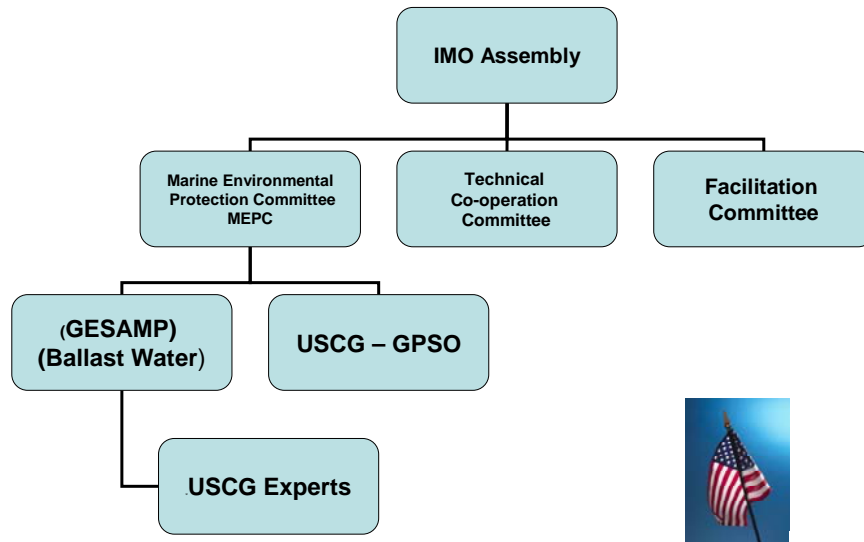 IMO Assembly
Marine Environmental
Protection Committee
MEPC
Technical
Co-operation
Committee
Facilitation
Committee
(GESAMP)
(Ballast Water)
USCG – GPSO
.USCG Experts